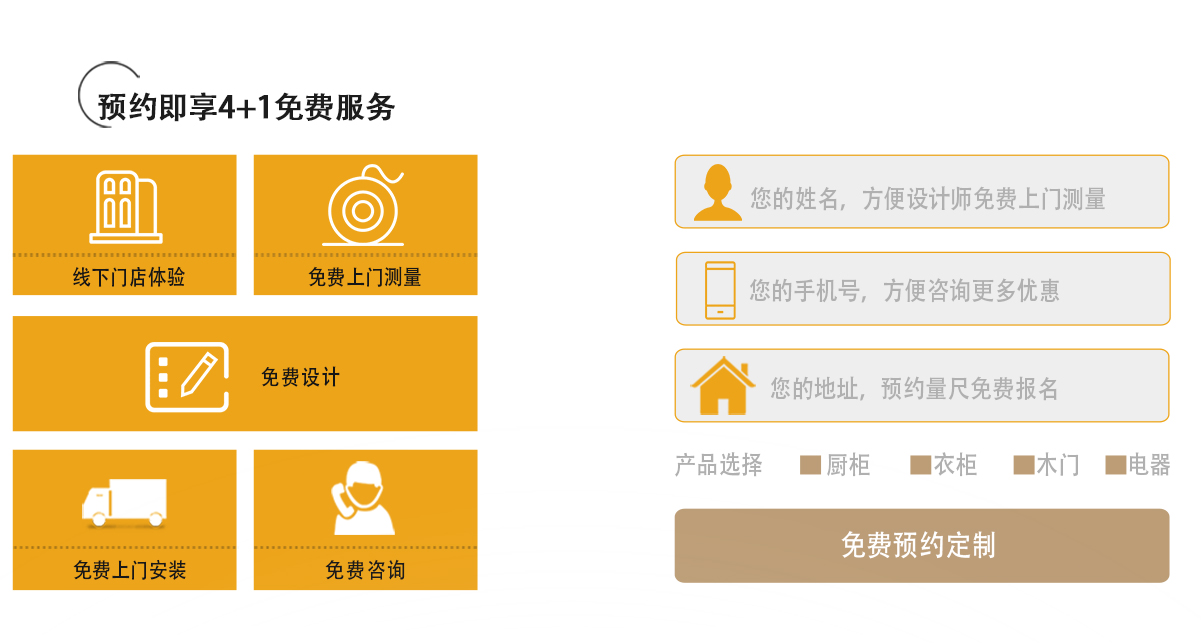 预约即享4+1免费服务
线下门店体验
免费上门测量
免费设计
免费上门安装
免费咨询
您的姓名，方便设计师免费上门测量
您的手机号，方便咨询更多优惠
您的地址，预约量尺免费报名
产品选择 厨柜 衣柜 木门 电器
免费预约定制